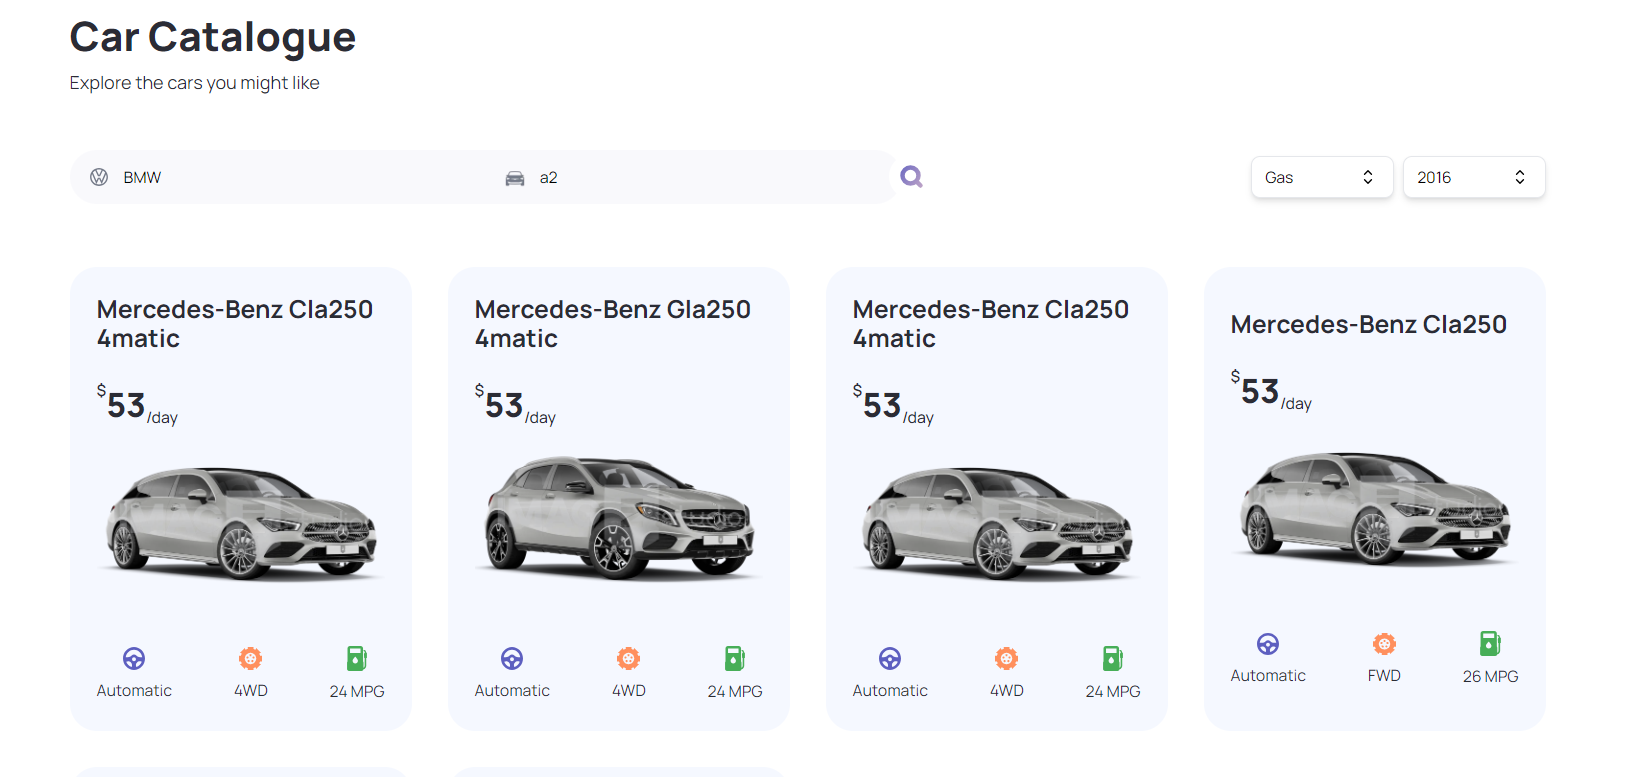 Car Catalogue
Explore the cars you might like
BMW
a2
Gas
2016
Mercedes-Benz Cla250
4matic
$53/day
Automatic
4WD
24 MPG
Mercedes-Benz Gla250
4matic
$53/day
Automatic
4WD
24 MPG
Mercedes-Benz Cla250
4matic
$53/day
Automatic
4WD
24 MPG
Mercedes-Benz Cla250
$53/day
Automatic
FWD
26 MPG